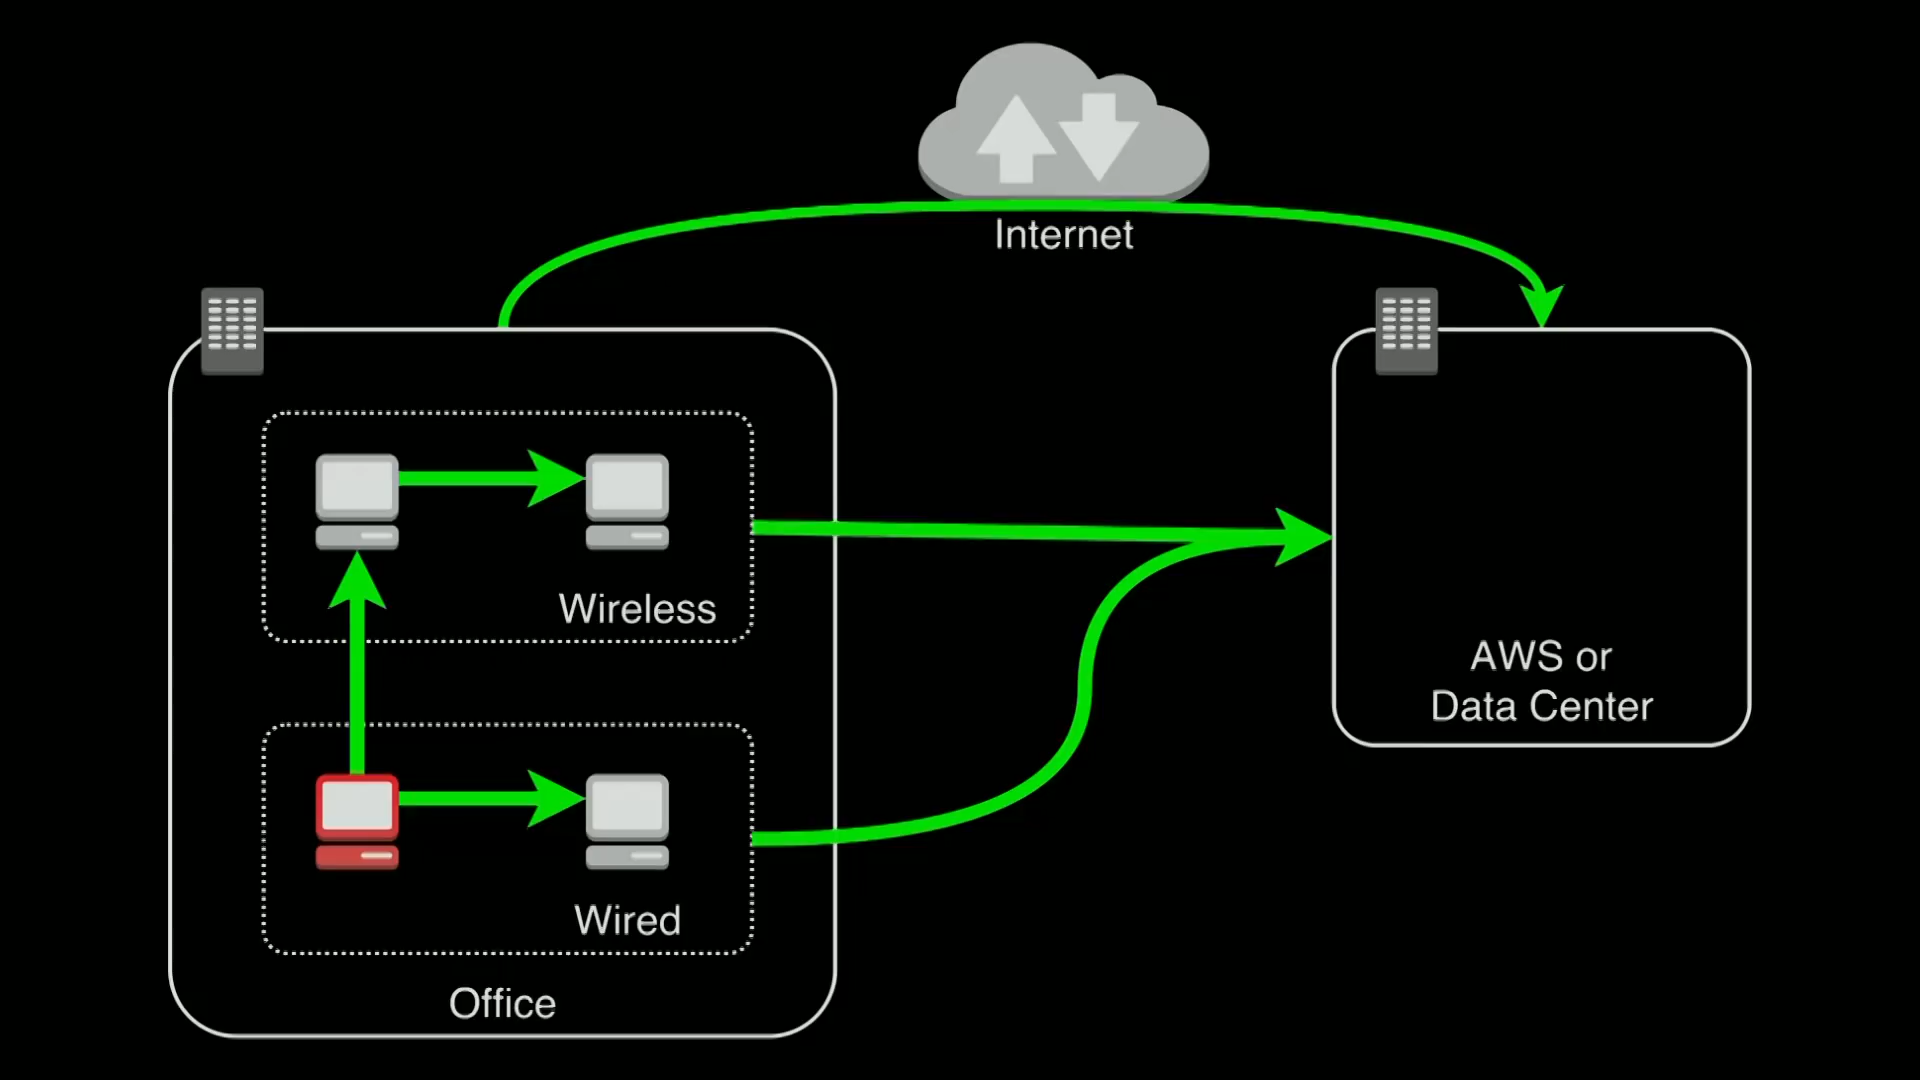 Internet
Wireless
AWS or
Data Center
Wired
Office